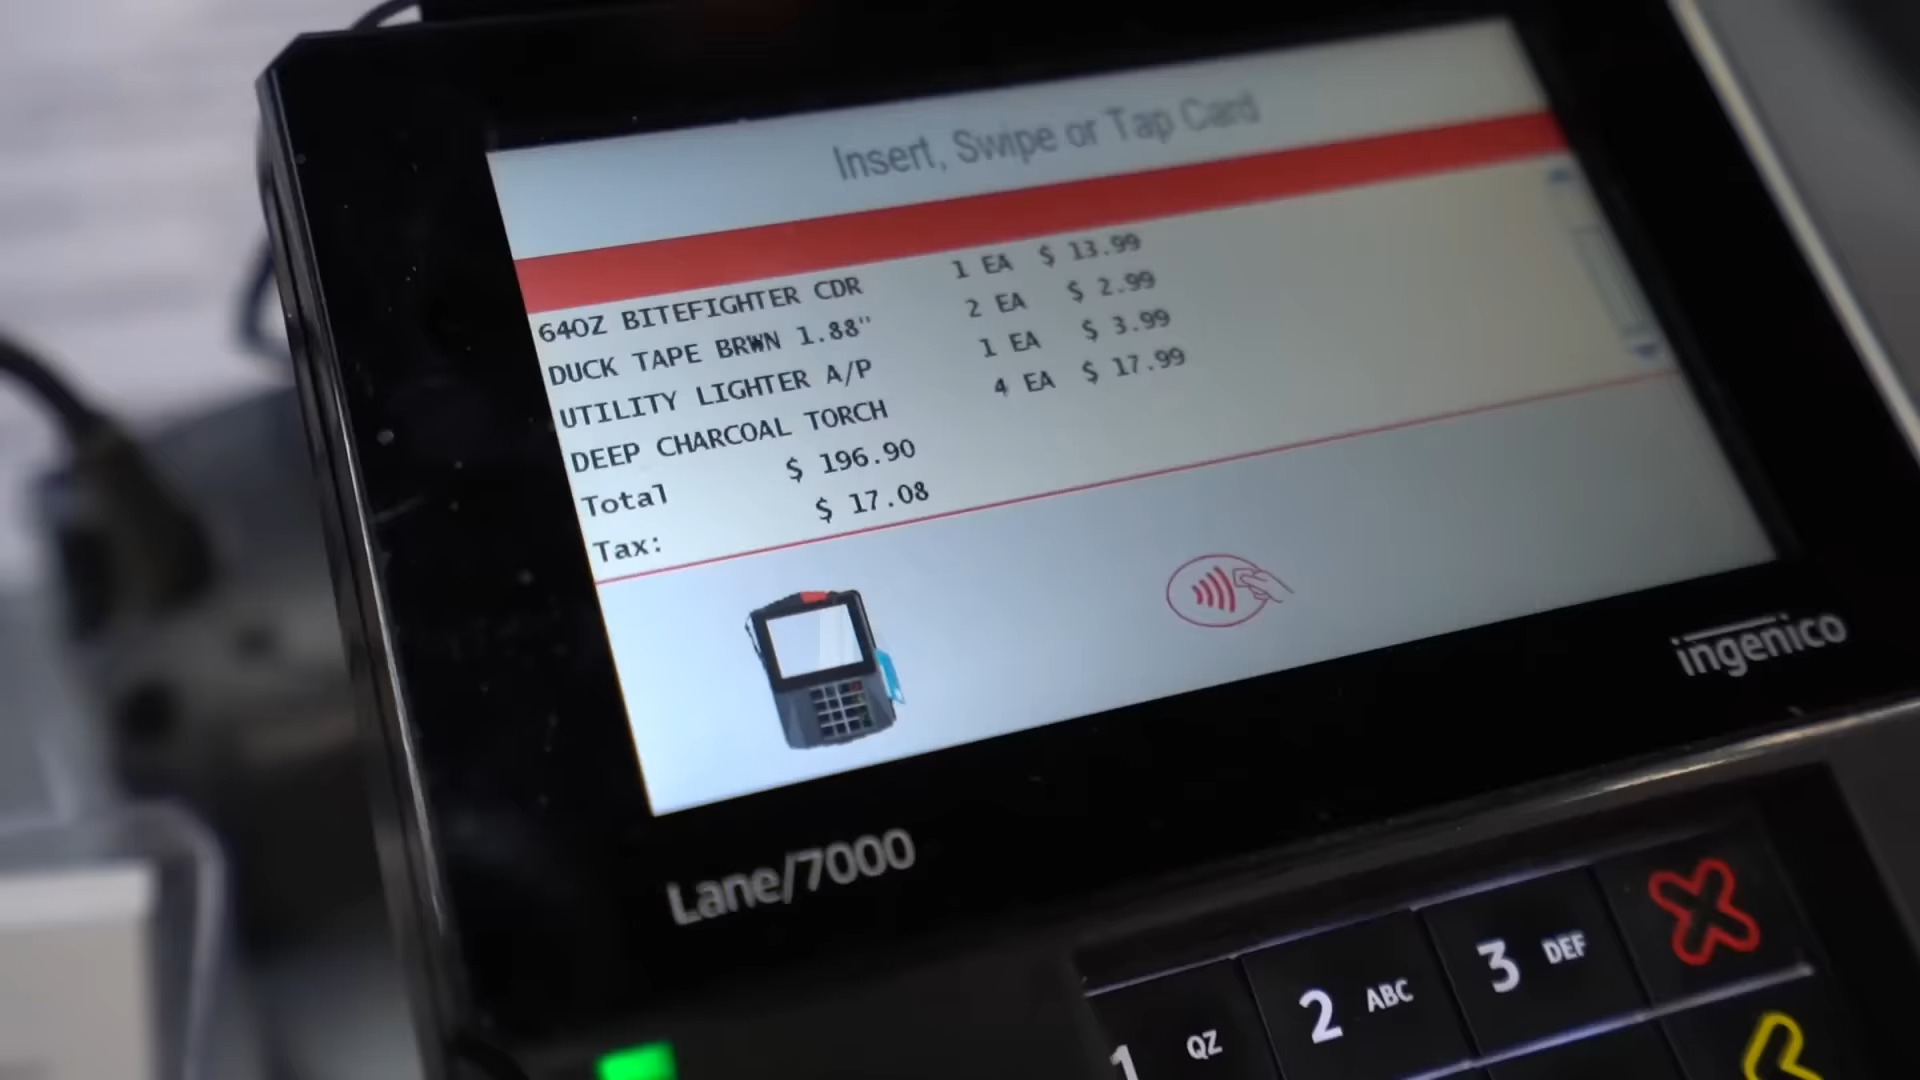 Insert, Swipe or Tap Card
64OZ BITEFIGHTER CDR 1 EA $ 13.99
DUCK TAPE BRWN 1.88" 2 EA $ 2.99
UTILITY LIGHTER A/P 1 EA $ 3.99
DEEP CHARCOAL TORCH 4 EA $ 17.99
Total $ 196.90
Tax: $ 17.08
ingenico
Lane/7000
1 QZ 2 ABC 3 DEF